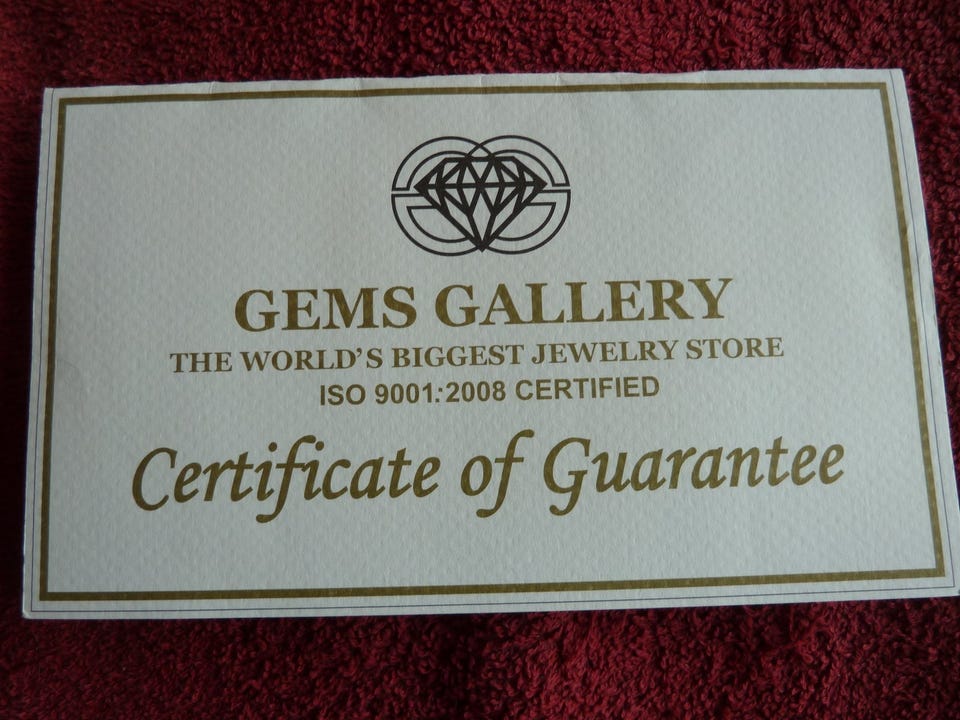 GEMS GALLERY
THE WORLD'S BIGGEST JEWELRY STORE
ISO 9001:2008 CERTIFIED
Certificate of Guarantee